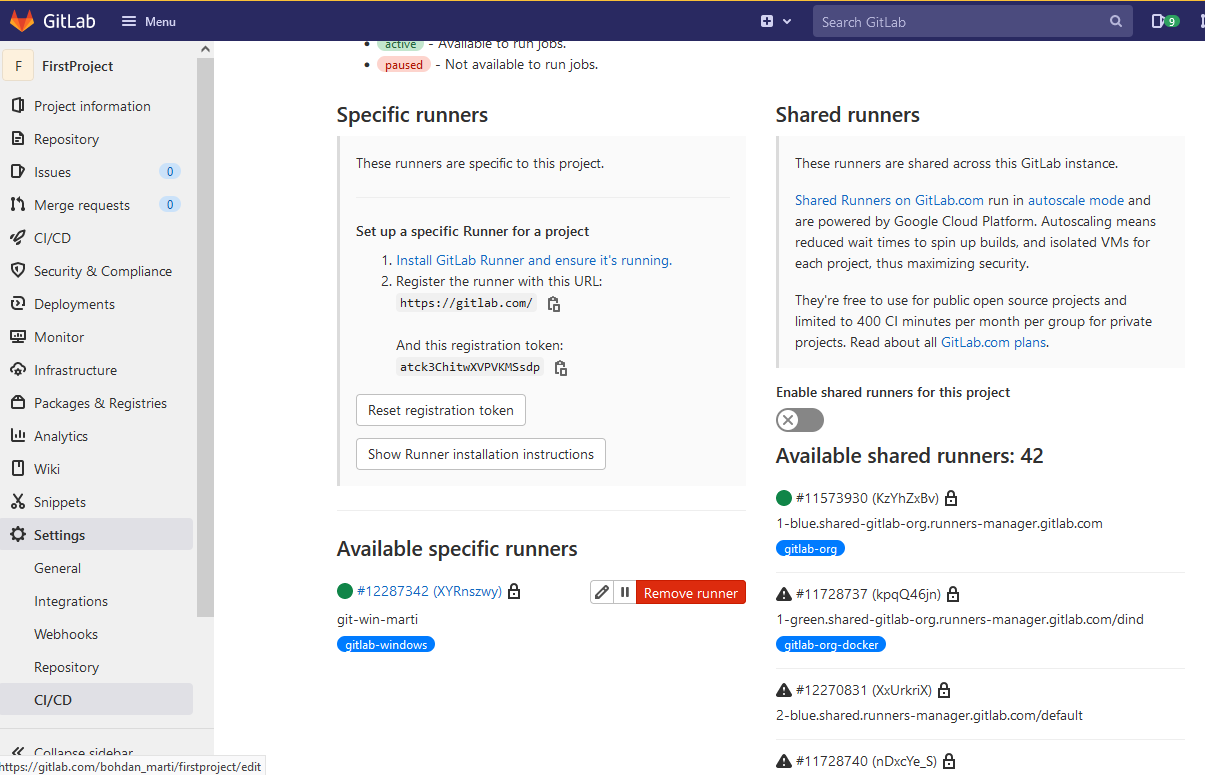 GitLab
Menu
Search GitLab
9
F
FirstProject
Project information
Repository
Issues
0
Merge requests
0
CI/CD
Security & Compliance
Deployments
Monitor
Infrastructure
Packages & Registries
Analytics
Wiki
Snippets
Settings
General
Integrations
Webhooks
Repository
CI/CD
Collapse sidebar
https://gitlab.com/bohdan_marti/firstproject/edit
• active - Available to run jobs.
• paused - Not available to run jobs.
Specific runners
These runners are specific to this project.
Set up a specific Runner for a project
1. Install GitLab Runner and ensure it's running.
2. Register the runner with this URL:
https://gitlab.com/
And this registration token:
atck3ChitwXVPVKMSsdp
Reset registration token
Show Runner installation instructions
Available specific runners
#12287342 (XYRnszwy)
Remove runner
git-win-marti
gitlab-windows
Shared runners
These runners are shared across this GitLab instance.
Shared Runners on GitLab.com run in autoscale mode and
are powered by Google Cloud Platform. Autoscaling means
reduced wait times to spin up builds, and isolated VMs for
each project, thus maximizing security.
They're free to use for public open source projects and
limited to 400 CI minutes per month per group for private
projects. Read about all GitLab.com plans.
Enable shared runners for this project
Available shared runners: 42
#11573930 (KzYhZxBv)
1-blue.shared-gitlab-org.runners-manager.gitlab.com
gitlab-org
#11728737 (kpqQ46jn)
1-green.shared-gitlab-org.runners-manager.gitlab.com/dind
gitlab-org-docker
#12270831 (XxUrkriX)
2-blue.shared.runners-manager.gitlab.com/default
#11728740 (nDxcYe_S)